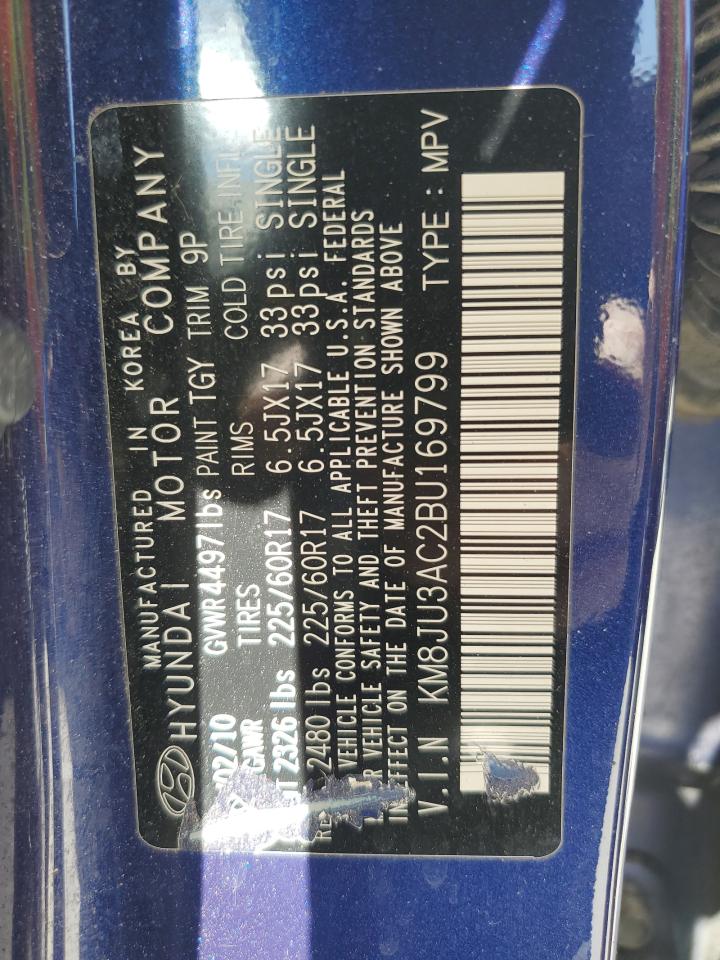 MANUFACTURED IN KOREA BY
HYUNDAI MOTOR COMPANY
02/10 GVWR 4497lbs PAINT TGY TRIM 9P
GAWR TIRES RIMS COLD TIRE INFL
2326 lbs 225/60R17 6.5JX17 33psi SINGLE
2480 lbs 225/60R17 6.5JX17 33psi SINGLE
VEHICLE CONFORMS TO ALL APPLICABLE U.S.A. FEDERAL
VEHICLE SAFETY AND THEFT PREVENTION STANDARDS
IN EFFECT ON THE DATE OF MANUFACTURE SHOWN ABOVE
V.I.N KM8JU3AC2BU169799 TYPE : MPV